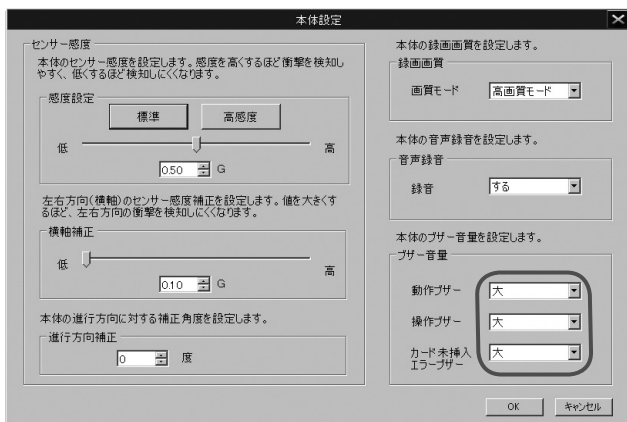 本体設定
センサー感度
本体のセンサー感度を設定します。感度を高くするほど衝撃を検知し
やすく、低くするほど検知しにくくなります。
感度設定
標準
高感度
低
高
0.50 G
左右方向(横軸)のセンサー感度補正を設定します。値を大きくす
るほど、左右方向の衝撃を検知しにくくなります。
横軸補正
低
高
0.10 G
本体の進行方向に対する補正角度を設定します。
進行方向補正
0 度
本体の録画画質を設定します。
録画画質
画質モード 高画質モード
本体の音声録音を設定します。
音声録音
録音 する
本体のブザー音量を設定します。
ブザー音量
動作ブザー 大
操作ブザー 大
カード未挿入 大
エラーブザー
OK
キャンセル